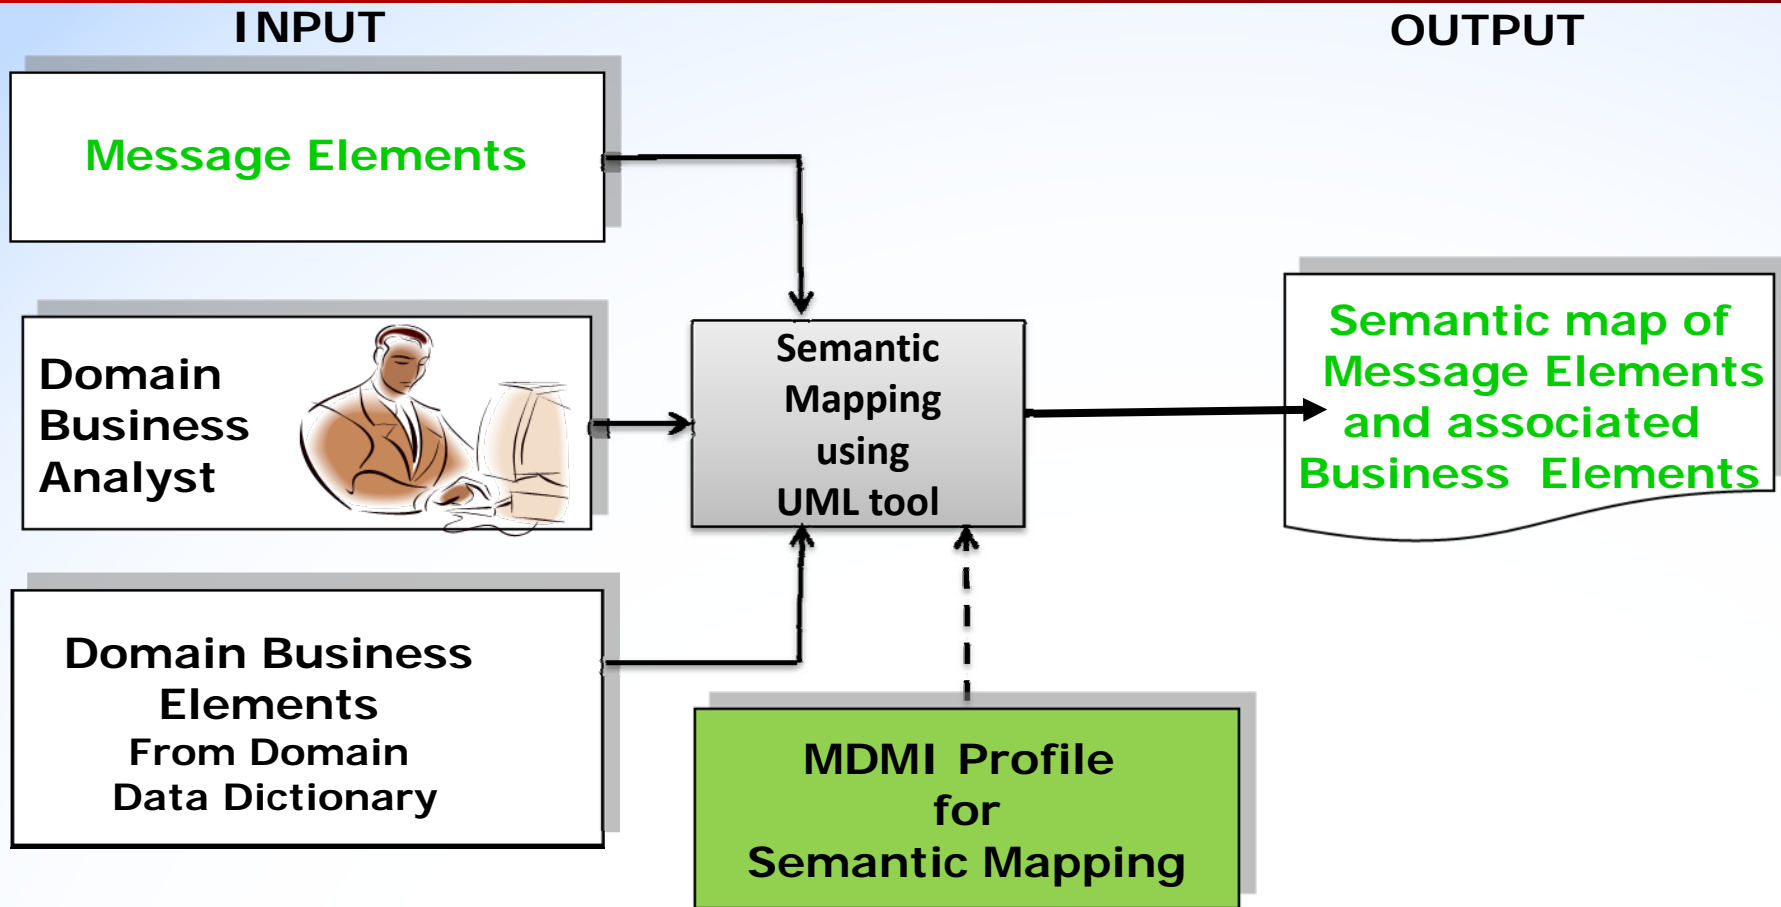 INPUT
OUTPUT
Message Elements
Domain
Business
Analyst
Semantic
Mapping
using
UML tool
Semantic map of
Message Elements
and associated
Business Elements
Domain Business
Elements
From Domain
Data Dictionary
MDMI Profile
for
Semantic Mapping